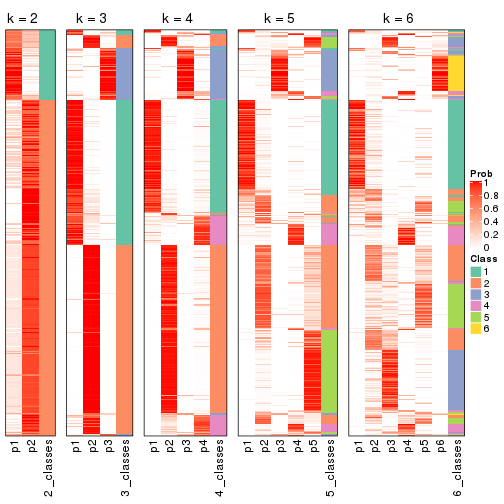 k = 2
k = 3
k = 4
k = 5
k = 6
Prob
1
0.8
0.6
0.4
0.2
0
Class
1
2
3
4
5
6
p1 p2 2_classes
p1 p2 p3 3_classes
p1 p2 p3 p4 4_classes
p1 p2 p3 p4 p5 5_classes
p1 p2 p3 p4 p5 p6 6_classes